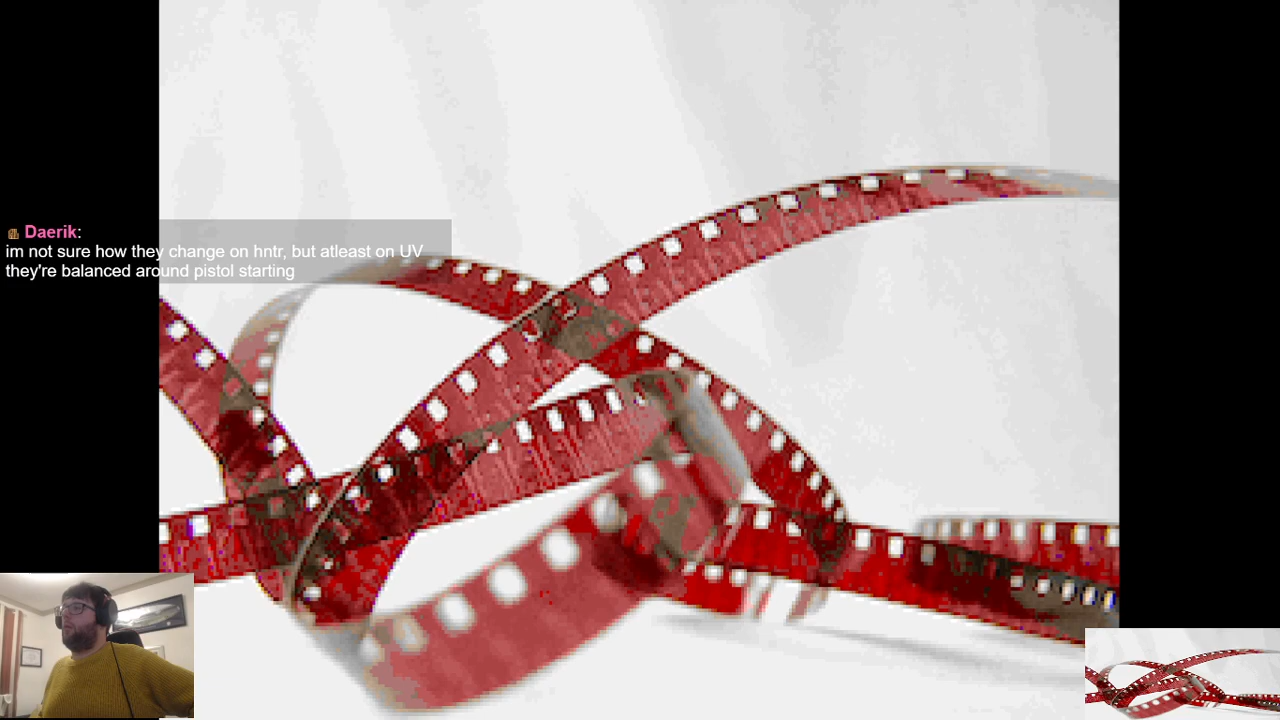 Daerik:
im not sure how they change on hntr, but atleast on UV
they're balanced around pistol starting